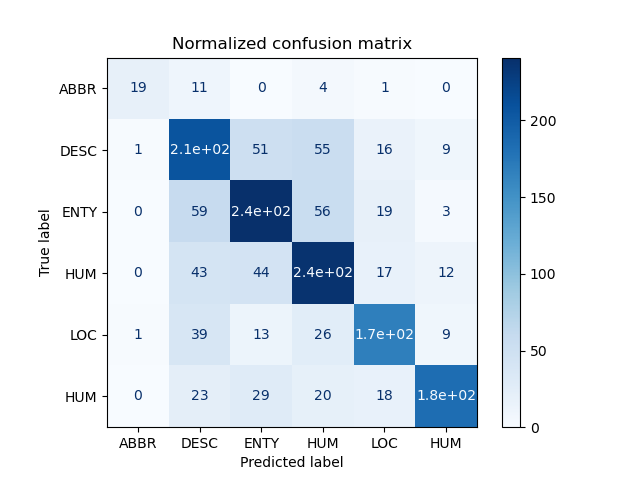 Normalized confusion matrix
ABBR 19 11 0 4 1 0
DESC 1 2.1e+02 51 55 16 9
ENTY 0 59 2.4e+02 56 19 3
HUM 0 43 44 2.4e+02 17 12
LOC 1 39 13 26 1.7e+02 9
HUM 0 23 29 20 18 1.8e+02
ABBR DESC ENTY HUM LOC HUM
Predicted label
True label
200
150
100
50
0